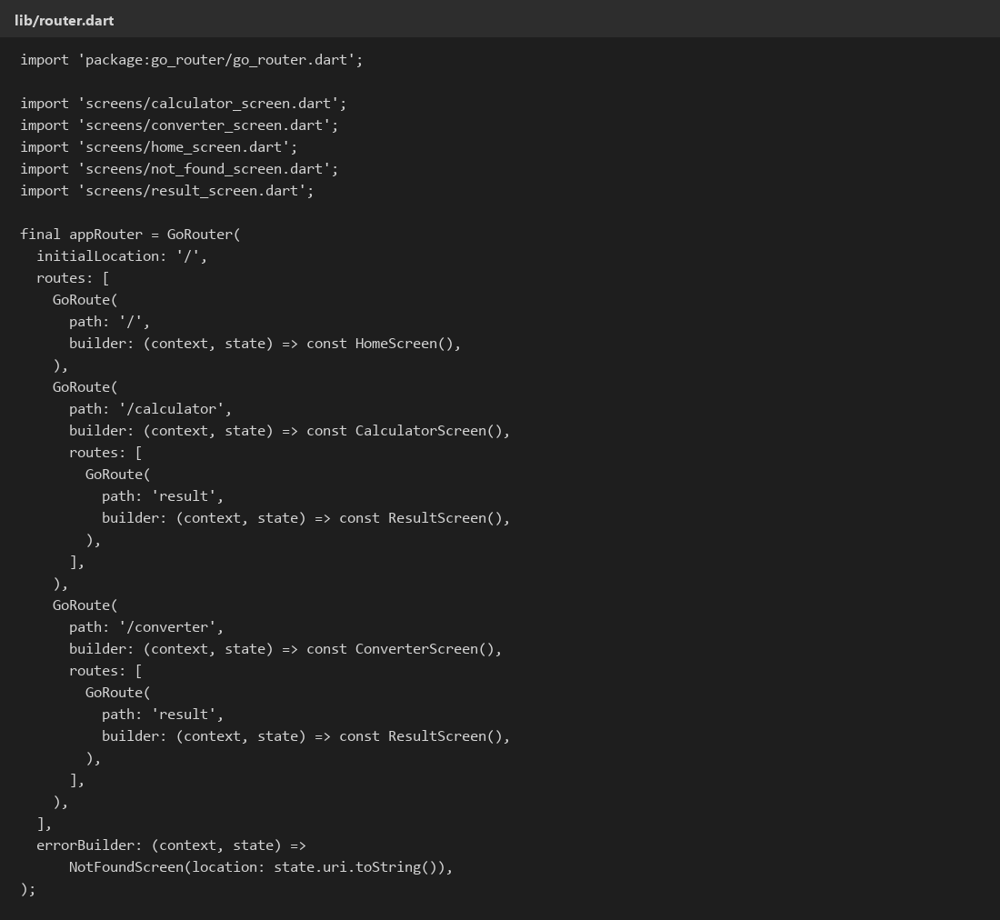 lib/router.dart
import 'package:go_router/go_router.dart';

import 'screens/calculator_screen.dart';
import 'screens/converter_screen.dart';
import 'screens/home_screen.dart';
import 'screens/not_found_screen.dart';
import 'screens/result_screen.dart';

final appRouter = GoRouter(
  initialLocation: '/',
  routes: [
    GoRoute(
      path: '/',
      builder: (context, state) => const HomeScreen(),
    ),
    GoRoute(
      path: '/calculator',
      builder: (context, state) => const CalculatorScreen(),
      routes: [
        GoRoute(
          path: 'result',
          builder: (context, state) => const ResultScreen(),
        ),
      ],
    ),
    GoRoute(
      path: '/converter',
      builder: (context, state) => const ConverterScreen(),
      routes: [
        GoRoute(
          path: 'result',
          builder: (context, state) => const ResultScreen(),
        ),
      ],
    ),
  ],
  errorBuilder: (context, state) =>
      NotFoundScreen(location: state.uri.toString()),
);